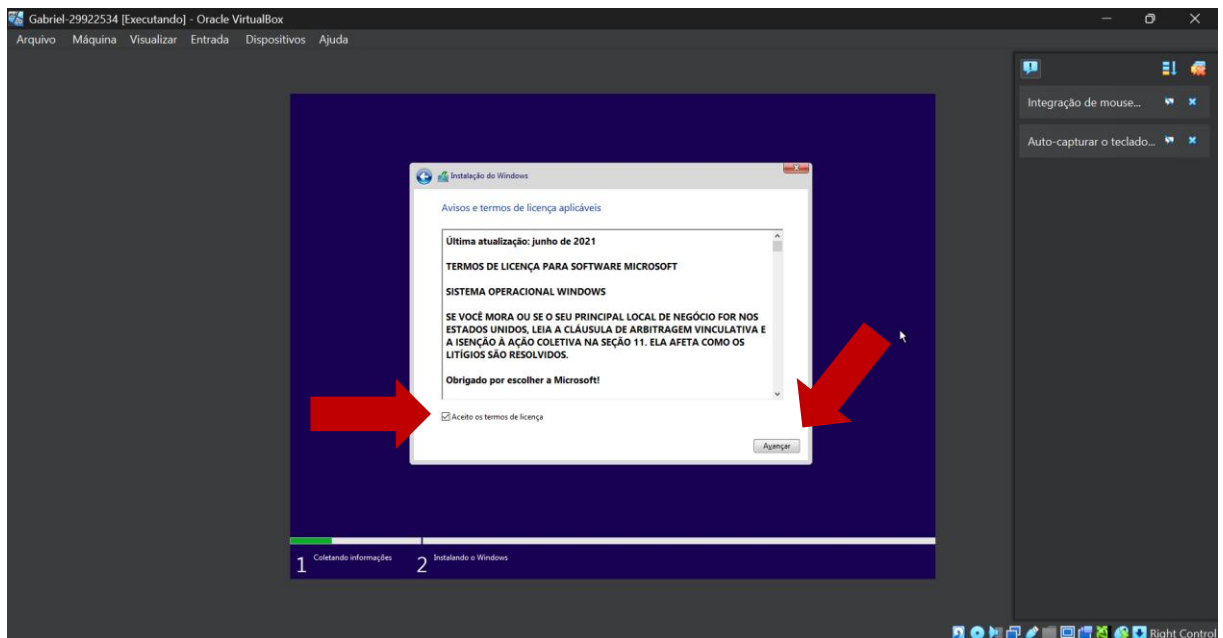 Gabriel-29922534 [Executando] - Oracle VirtualBox
Arquivo Máquina Visualizar Entrada Dispositivos Ajuda
Integração de mouse...
Auto-capturar o teclado...
Instalação do Windows
Avisos e termos de licença aplicáveis
Última atualização: junho de 2021
TERMOS DE LICENÇA PARA SOFTWARE MICROSOFT
SISTEMA OPERACIONAL WINDOWS
SE VOCÊ MORA OU SE O SEU PRINCIPAL LOCAL DE NEGÓCIO FOR NOS
ESTADOS UNIDOS, LEIA A CLÁUSULA DE ARBITRAGEM VINCULATIVA E
A ISENÇÃO À AÇÃO COLETIVA NA SEÇÃO 11. ELA AFETA COMO OS
LITÍGIOS SÃO RESOLVIDOS.
Obrigado por escolher a Microsoft!
Aceito os termos de licença
Avançar
1 Coletando informações 2 Instalando o Windows
Right Control